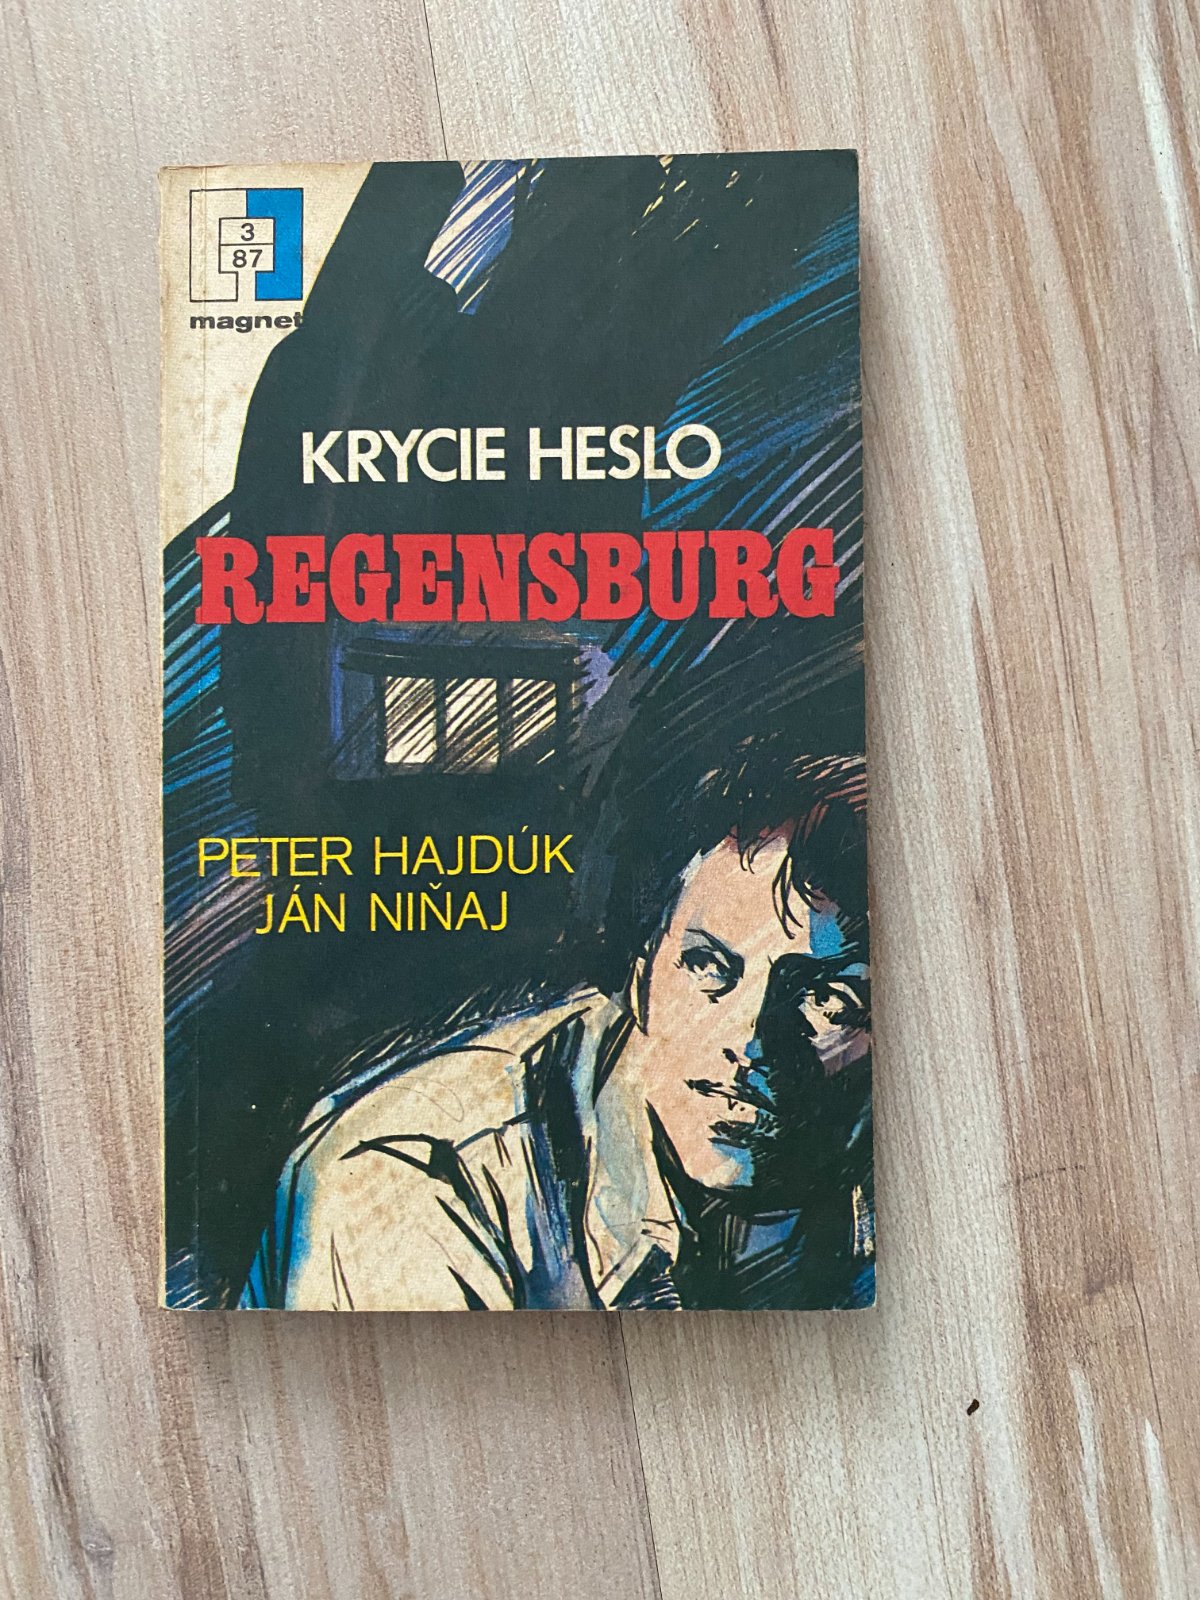 3
87
magnet
KRYCIE HESLO
REGENSBURG
PETER HAJDÚK
JÁN NIŇAJ